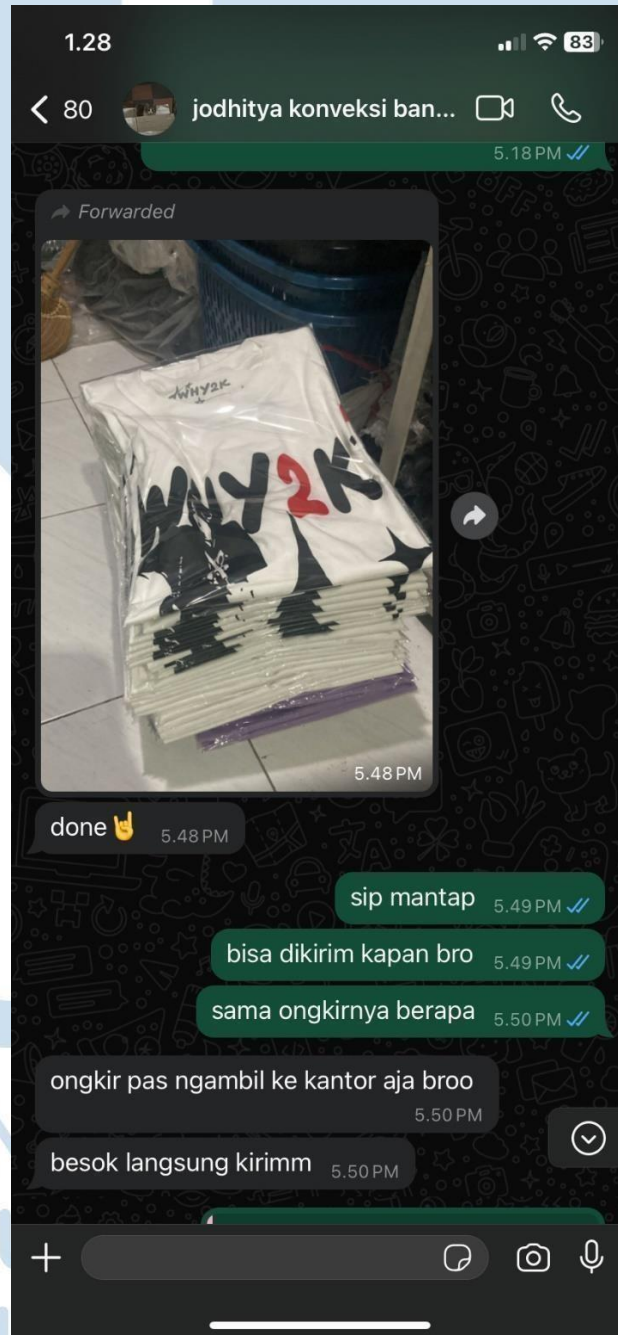 1.28
83
80
jodhitya konveksi ban...
5.18 PM
Forwarded
WHY2K
WHY2K
5.48 PM
done🤘 5.48 PM
sip mantap 5.49 PM
bisa dikirim kapan bro 5.49 PM
sama ongkirnya berapa 5.50 PM
ongkir pas ngambil ke kantor aja broo
5.50 PM
besok langsung kirimm 5.50 PM